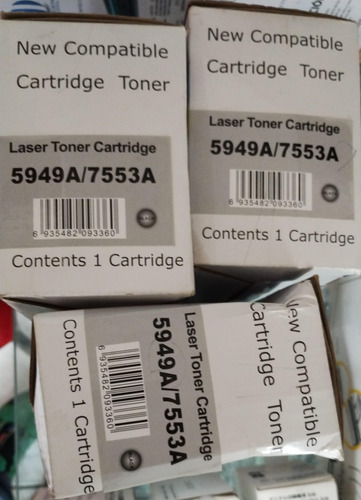 New Compatible
Cartridge Toner
Laser Toner Cartridge
5949A/7553A
6 935482 093360
Contents 1 Cartridge
New Compatible
Cartridge Toner
Laser Toner Cartridge
5949A/7553A
6 935482 093360
Contents 1 Cartridge
New Compatible
Cartridge Toner
Laser Toner Cartridge
5949A/7553A
6 935482 093360
Contents 1 Cartridge